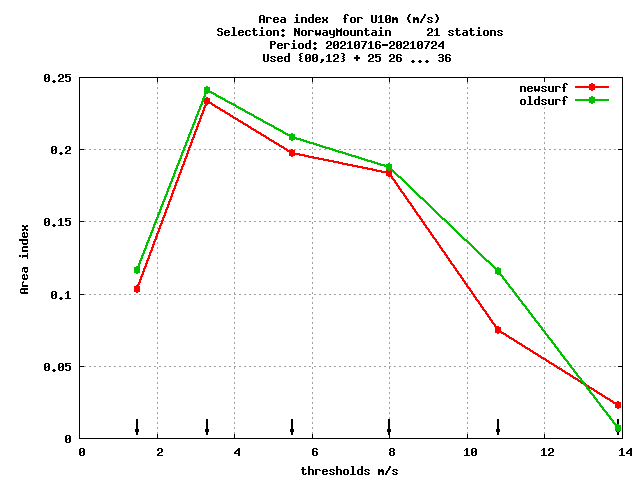 Area index  for U10m (m/s)
Selection: NorwayMountain     21 stations
Period: 20210716-20210724
Used {00,12} + 25 26 ... 36
newsurf
oldsurf
0.25
0.2
0.15
0.1
0.05
0
Area index
0 2 4 6 8 10 12 14
thresholds m/s